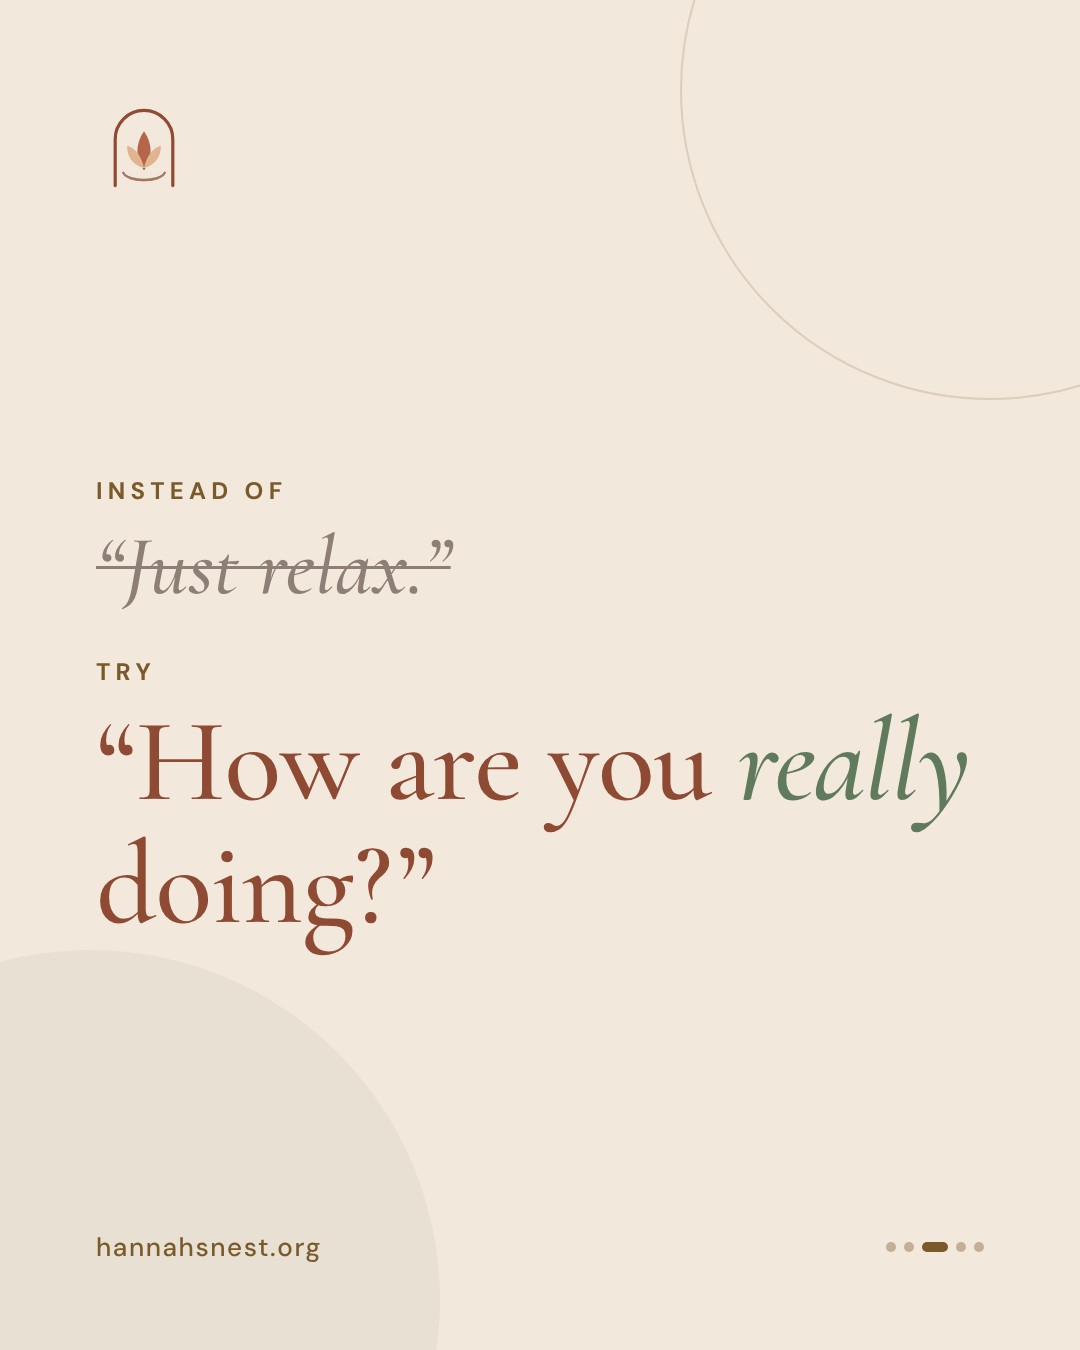 INSTEAD OF
“Just relax.”
TRY
“How are you really
doing?”
hannahsnest.org